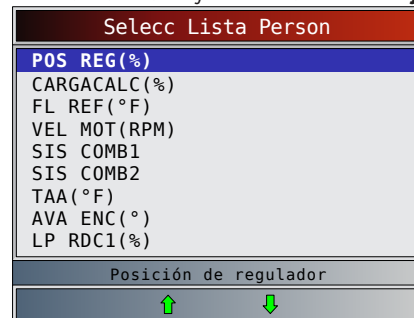 Selecc Lista Person
POS REG(%)
CARGACALC(%)
FL REF(°F)
VEL MOT(RPM)
SIS COMB1
SIS COMB2
TAA(°F)
AVA ENC(°)
LP RDC1(%)
Posición de regulador